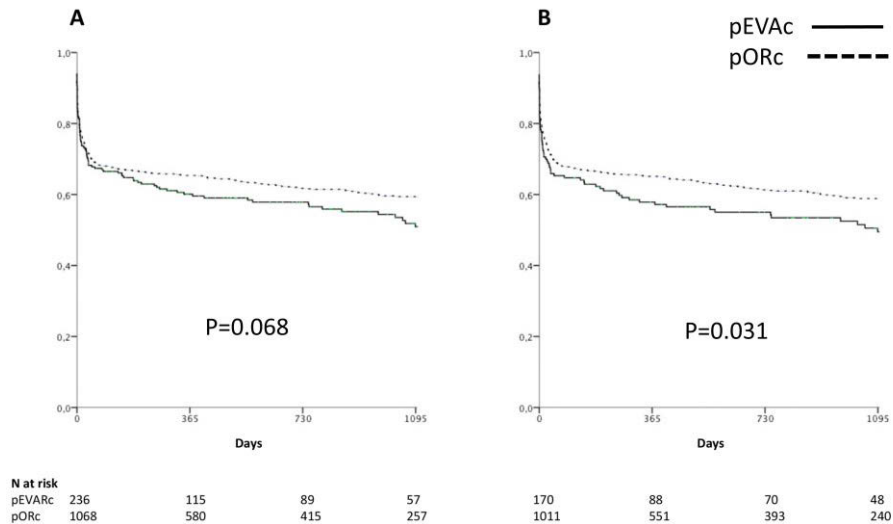 A
B
pEVAc
pORc
1,0
0,8
0,6
0,4
0,2
0,0
P=0.068
0 365 730 1095
Days
1,0
0,8
0,6
0,4
0,2
0,0
P=0.031
0 365 730 1095
Days
N at risk
pEVARc 236 115 89 57 170 88 70 48
pORc 1068 580 415 257 1011 551 393 240